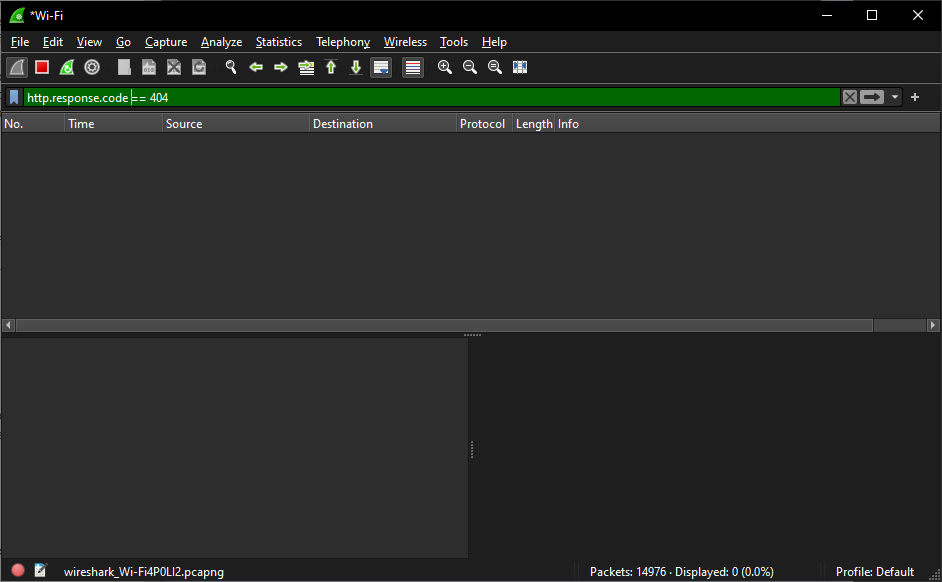 *Wi-Fi
File Edit View Go Capture Analyze Statistics Telephony Wireless Tools Help
http.response.code == 404
No. Time Source Destination Protocol Length Info
wireshark_Wi-Fi4P0LI2.pcapng Packets: 14976 · Displayed: 0 (0.0%) Profile: Default